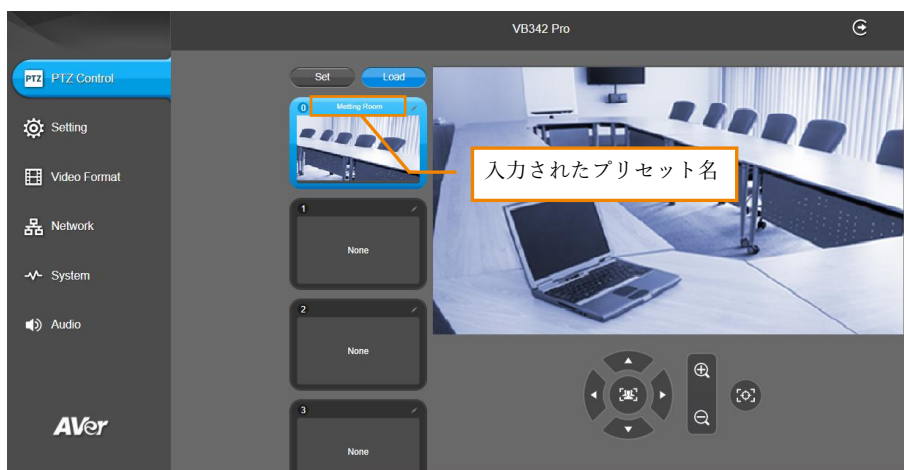 VB342 Pro
PTZ PTZ Control
Setting
Video Format
Network
System
Audio
AVer
Set Load
0 Metting Room
入力されたプリセット名
1
None
2
None
3
None